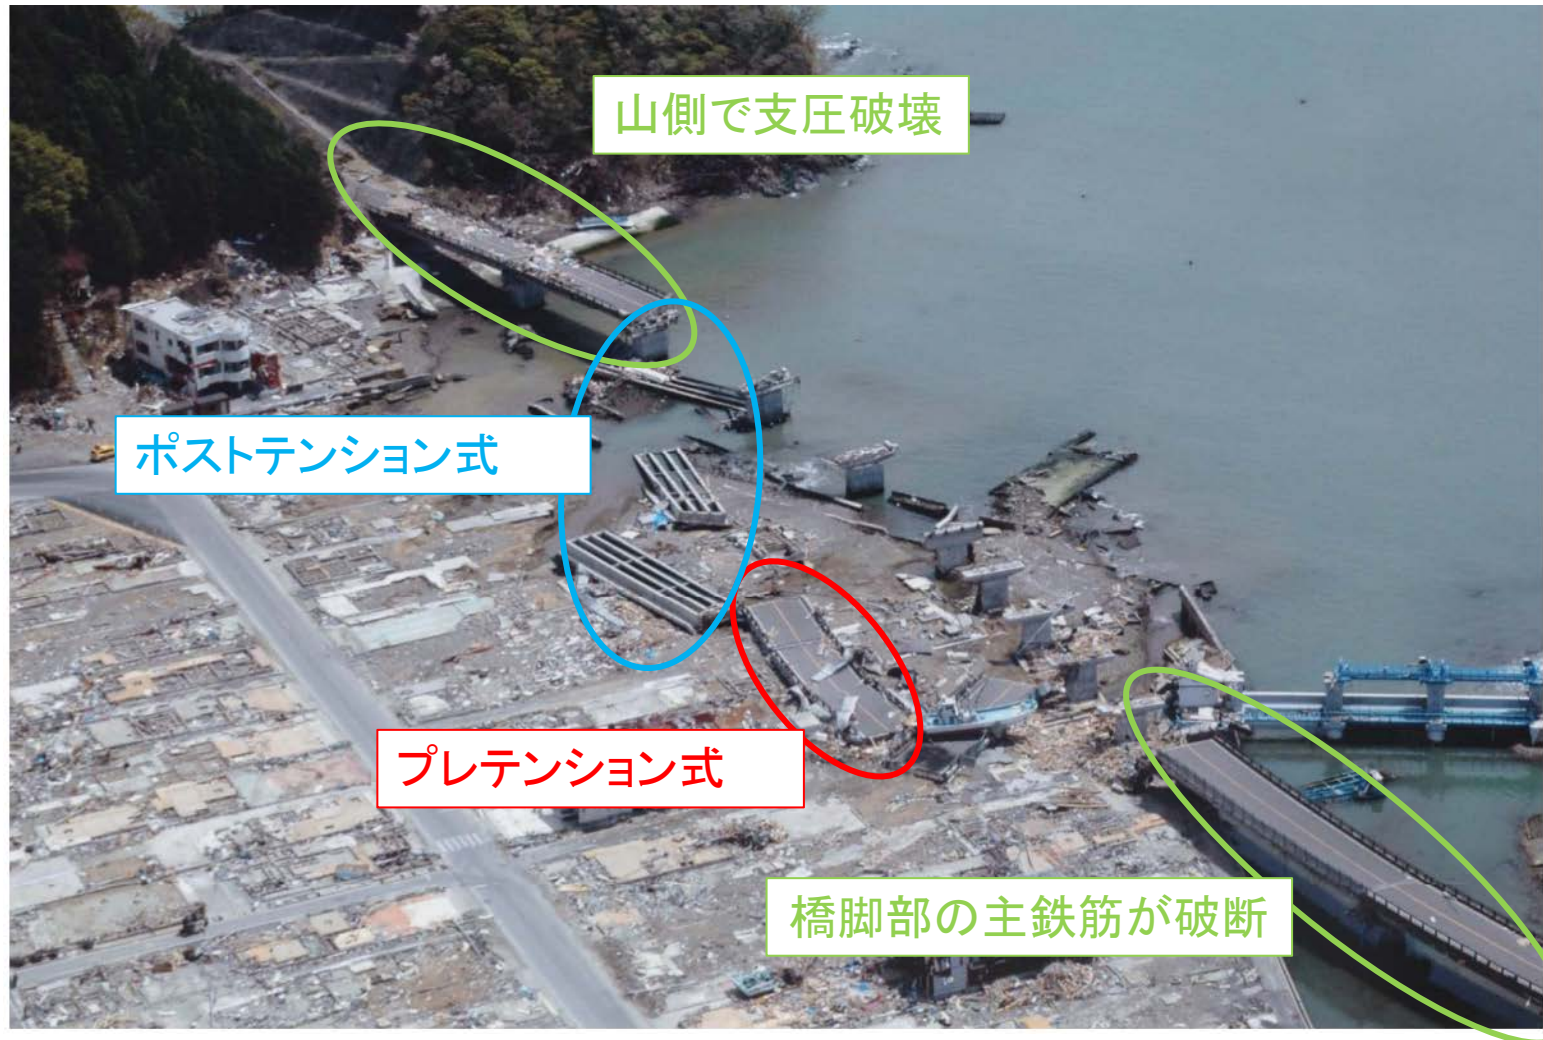 山側で支圧破壊
ポストテンション式
プレテンション式
橋脚部の主鉄筋が破断